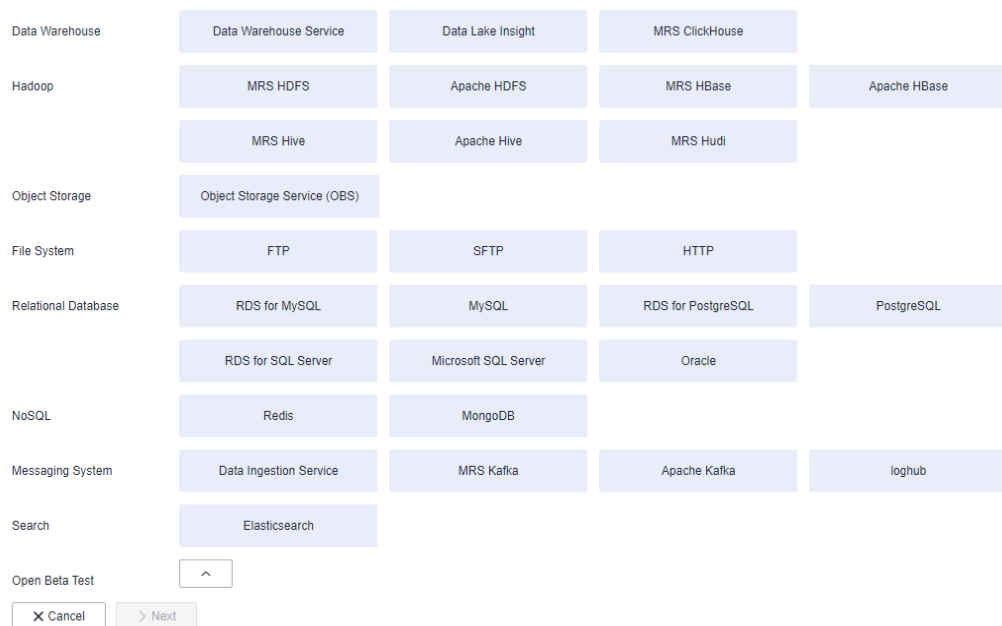 Data Warehouse Data Warehouse Service Data Lake Insight MRS ClickHouse
Hadoop MRS HDFS Apache HDFS MRS HBase Apache HBase
MRS Hive Apache Hive MRS Hudi
Object Storage Object Storage Service (OBS)
File System FTP SFTP HTTP
Relational Database RDS for MySQL MySQL RDS for PostgreSQL PostgreSQL
RDS for SQL Server Microsoft SQL Server Oracle
NoSQL Redis MongoDB
Messaging System Data Ingestion Service MRS Kafka Apache Kafka loghub
Search Elasticsearch
Open Beta Test
Cancel Next